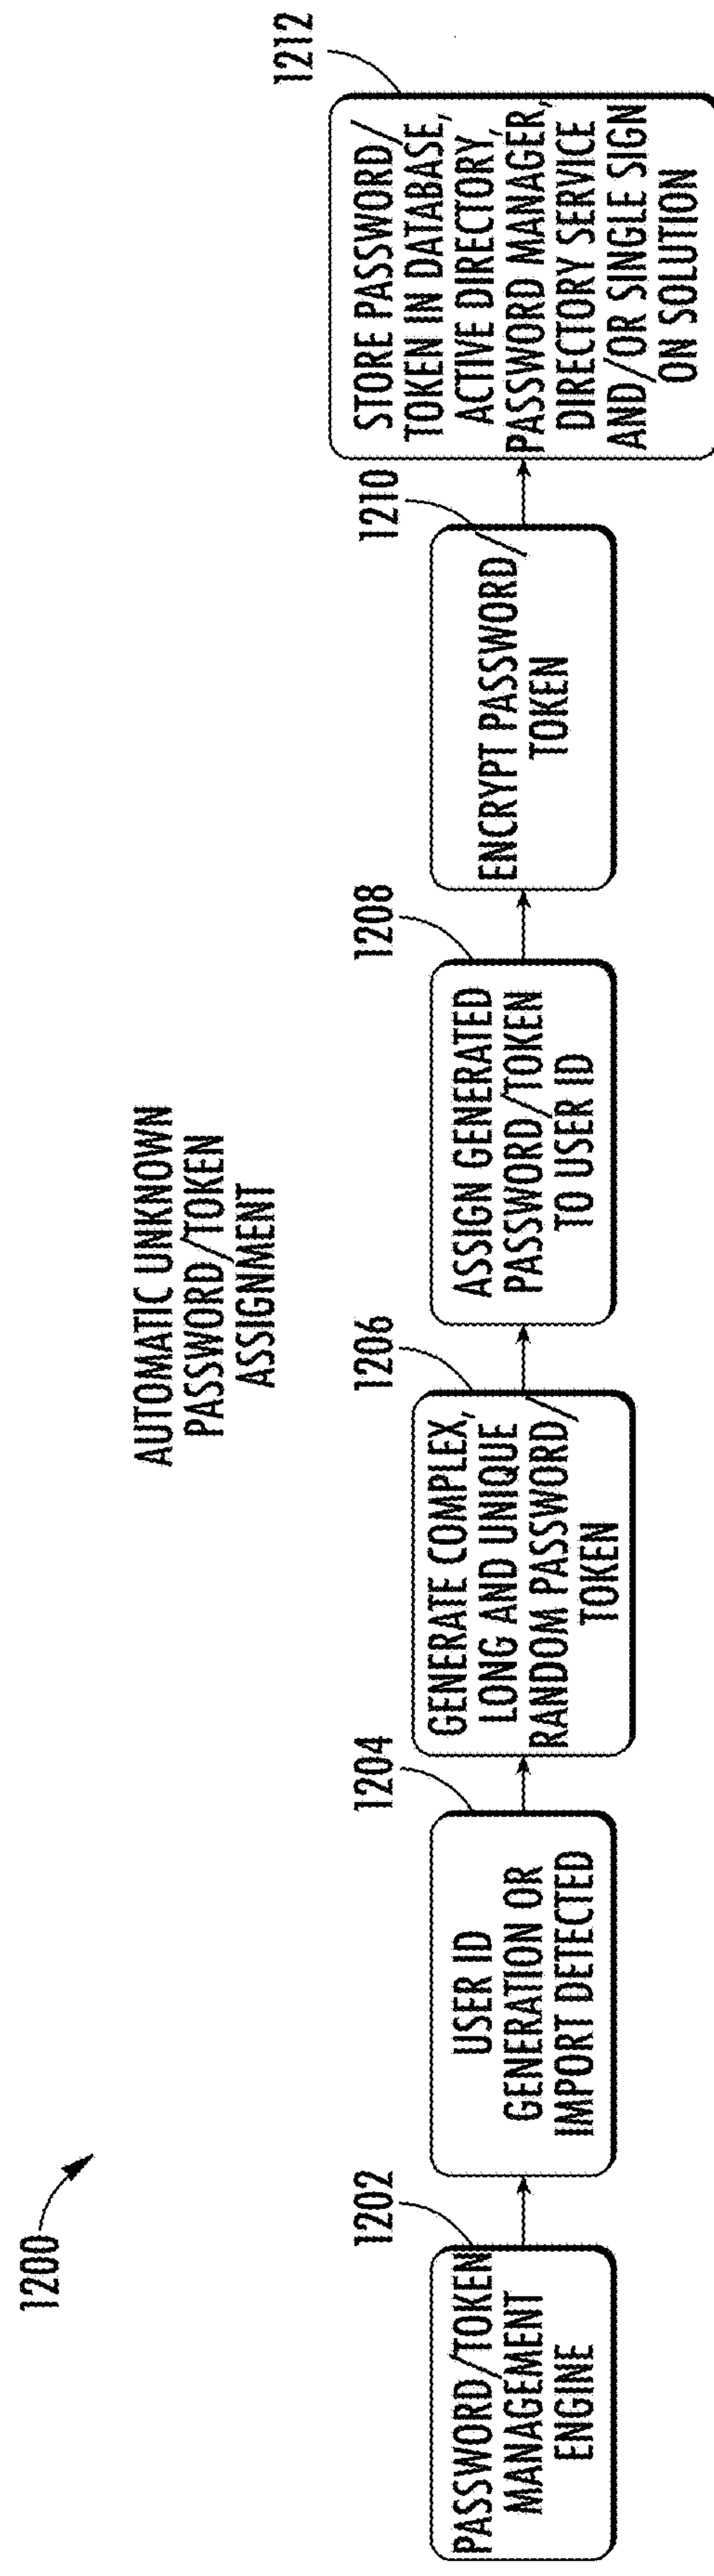 1200
AUTOMATIC UNKNOWN
PASSWORD/TOKEN
ASSIGNMENT
1202
PASSWORD/TOKEN
MANAGEMENT
ENGINE
1204
USER ID
GENERATION OR
IMPORT DETECTED
1206
GENERATE COMPLEX,
LONG AND UNIQUE
RANDOM PASSWORD/
TOKEN
1208
ASSIGN GENERATED
PASSWORD/TOKEN
TO USER ID
1210
ENCRYPT PASSWORD/
TOKEN
1212
STORE PASSWORD/
TOKEN IN DATABASE,
ACTIVE DIRECTORY,
PASSWORD MANAGER,
DIRECTORY SERVICE
AND/OR SINGLE SIGN
ON SOLUTION